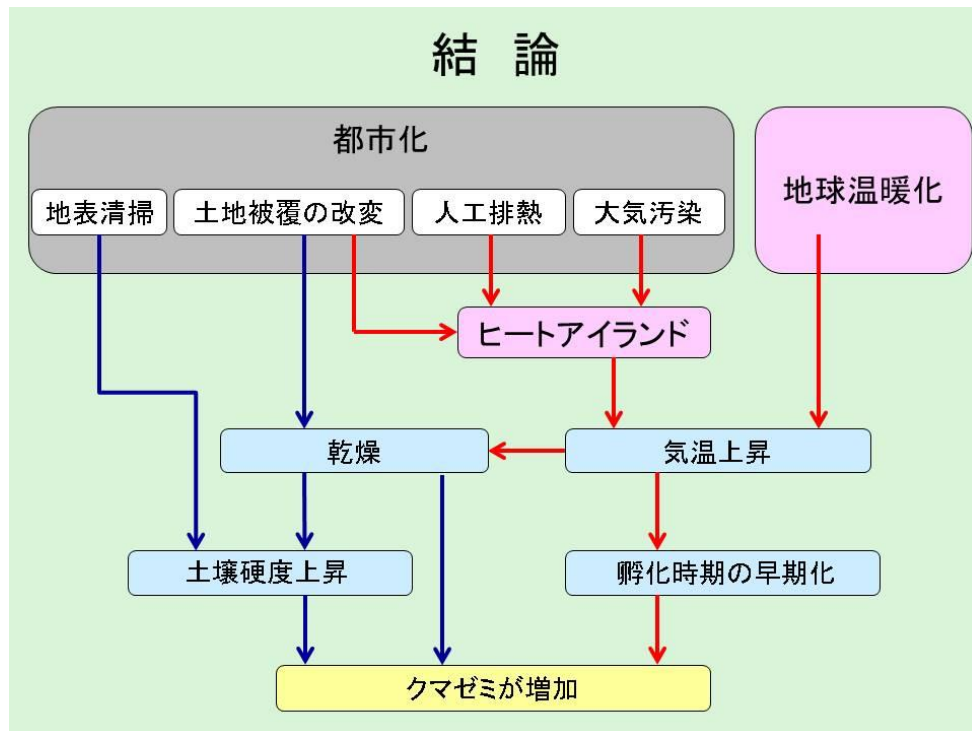 結 論
都市化
地球温暖化
地表清掃
土地被覆の改変
人工排熱
大気汚染
ヒートアイランド
乾燥
気温上昇
土壌硬度上昇
孵化時期の早期化
クマゼミが増加